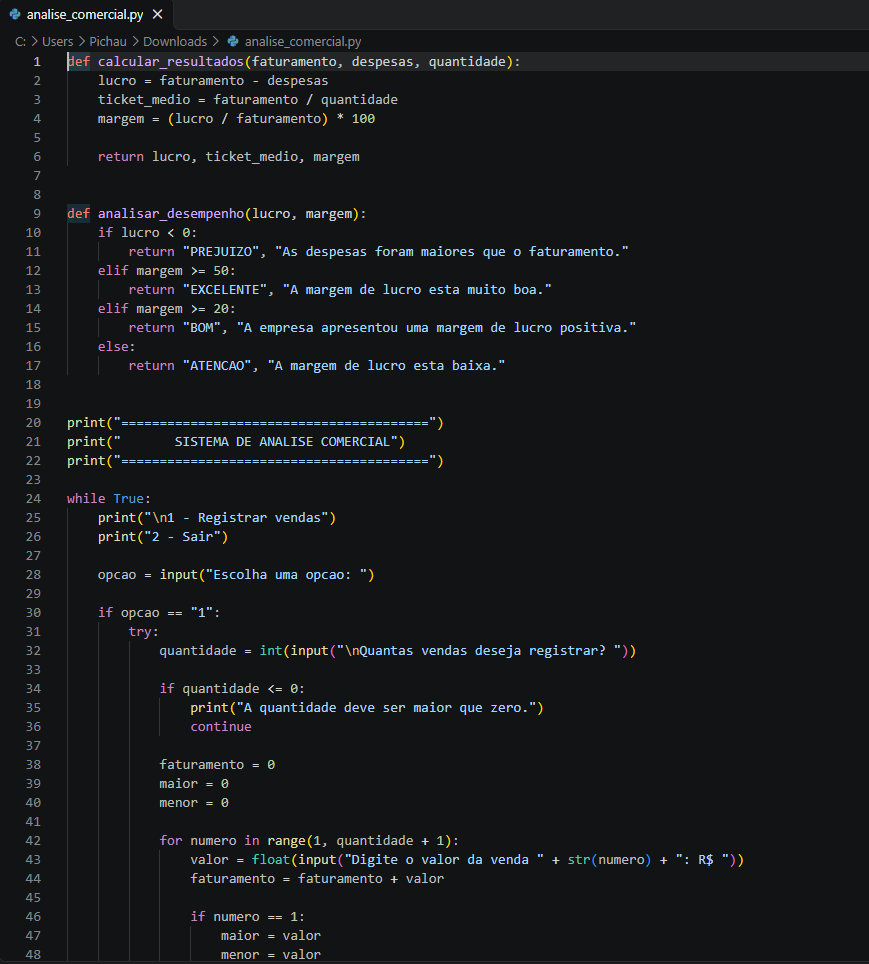 analise_comercial.py
C: > Users > Pichau > Downloads > analise_comercial.py
1 def calcular_resultados(faturamento, despesas, quantidade):
2     lucro = faturamento - despesas
3     ticket_medio = faturamento / quantidade
4     margem = (lucro / faturamento) * 100
5
6     return lucro, ticket_medio, margem
7
8
9 def analisar_desempenho(lucro, margem):
10     if lucro < 0:
11         return "PREJUIZO", "As despesas foram maiores que o faturamento."
12     elif margem >= 50:
13         return "EXCELENTE", "A margem de lucro esta muito boa."
14     elif margem >= 20:
15         return "BOM", "A empresa apresentou uma margem de lucro positiva."
16     else:
17         return "ATENCAO", "A margem de lucro esta baixa."
18
19
20 print("========================================")
21 print("       SISTEMA DE ANALISE COMERCIAL")
22 print("========================================")
23
24 while True:
25     print("\n1 - Registrar vendas")
26     print("2 - Sair")
27
28     opcao = input("Escolha uma opcao: ")
29
30     if opcao == "1":
31         try:
32             quantidade = int(input("\nQuantas vendas deseja registrar? "))
33
34             if quantidade <= 0:
35                 print("A quantidade deve ser maior que zero.")
36                 continue
37
38             faturamento = 0
39             maior = 0
40             menor = 0
41
42             for numero in range(1, quantidade + 1):
43                 valor = float(input("Digite o valor da venda " + str(numero) + ": R$ "))
44                 faturamento = faturamento + valor
45
46                 if numero == 1:
47                     maior = valor
48                     menor = valor